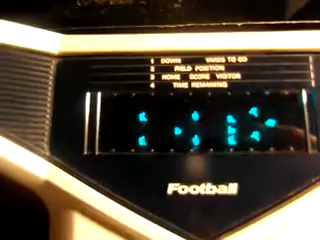 1 DOWN YARDS TO GO
2 FIELD POSITION
3 HOME SCORE VISITOR
4 TIME REMAINING
Football